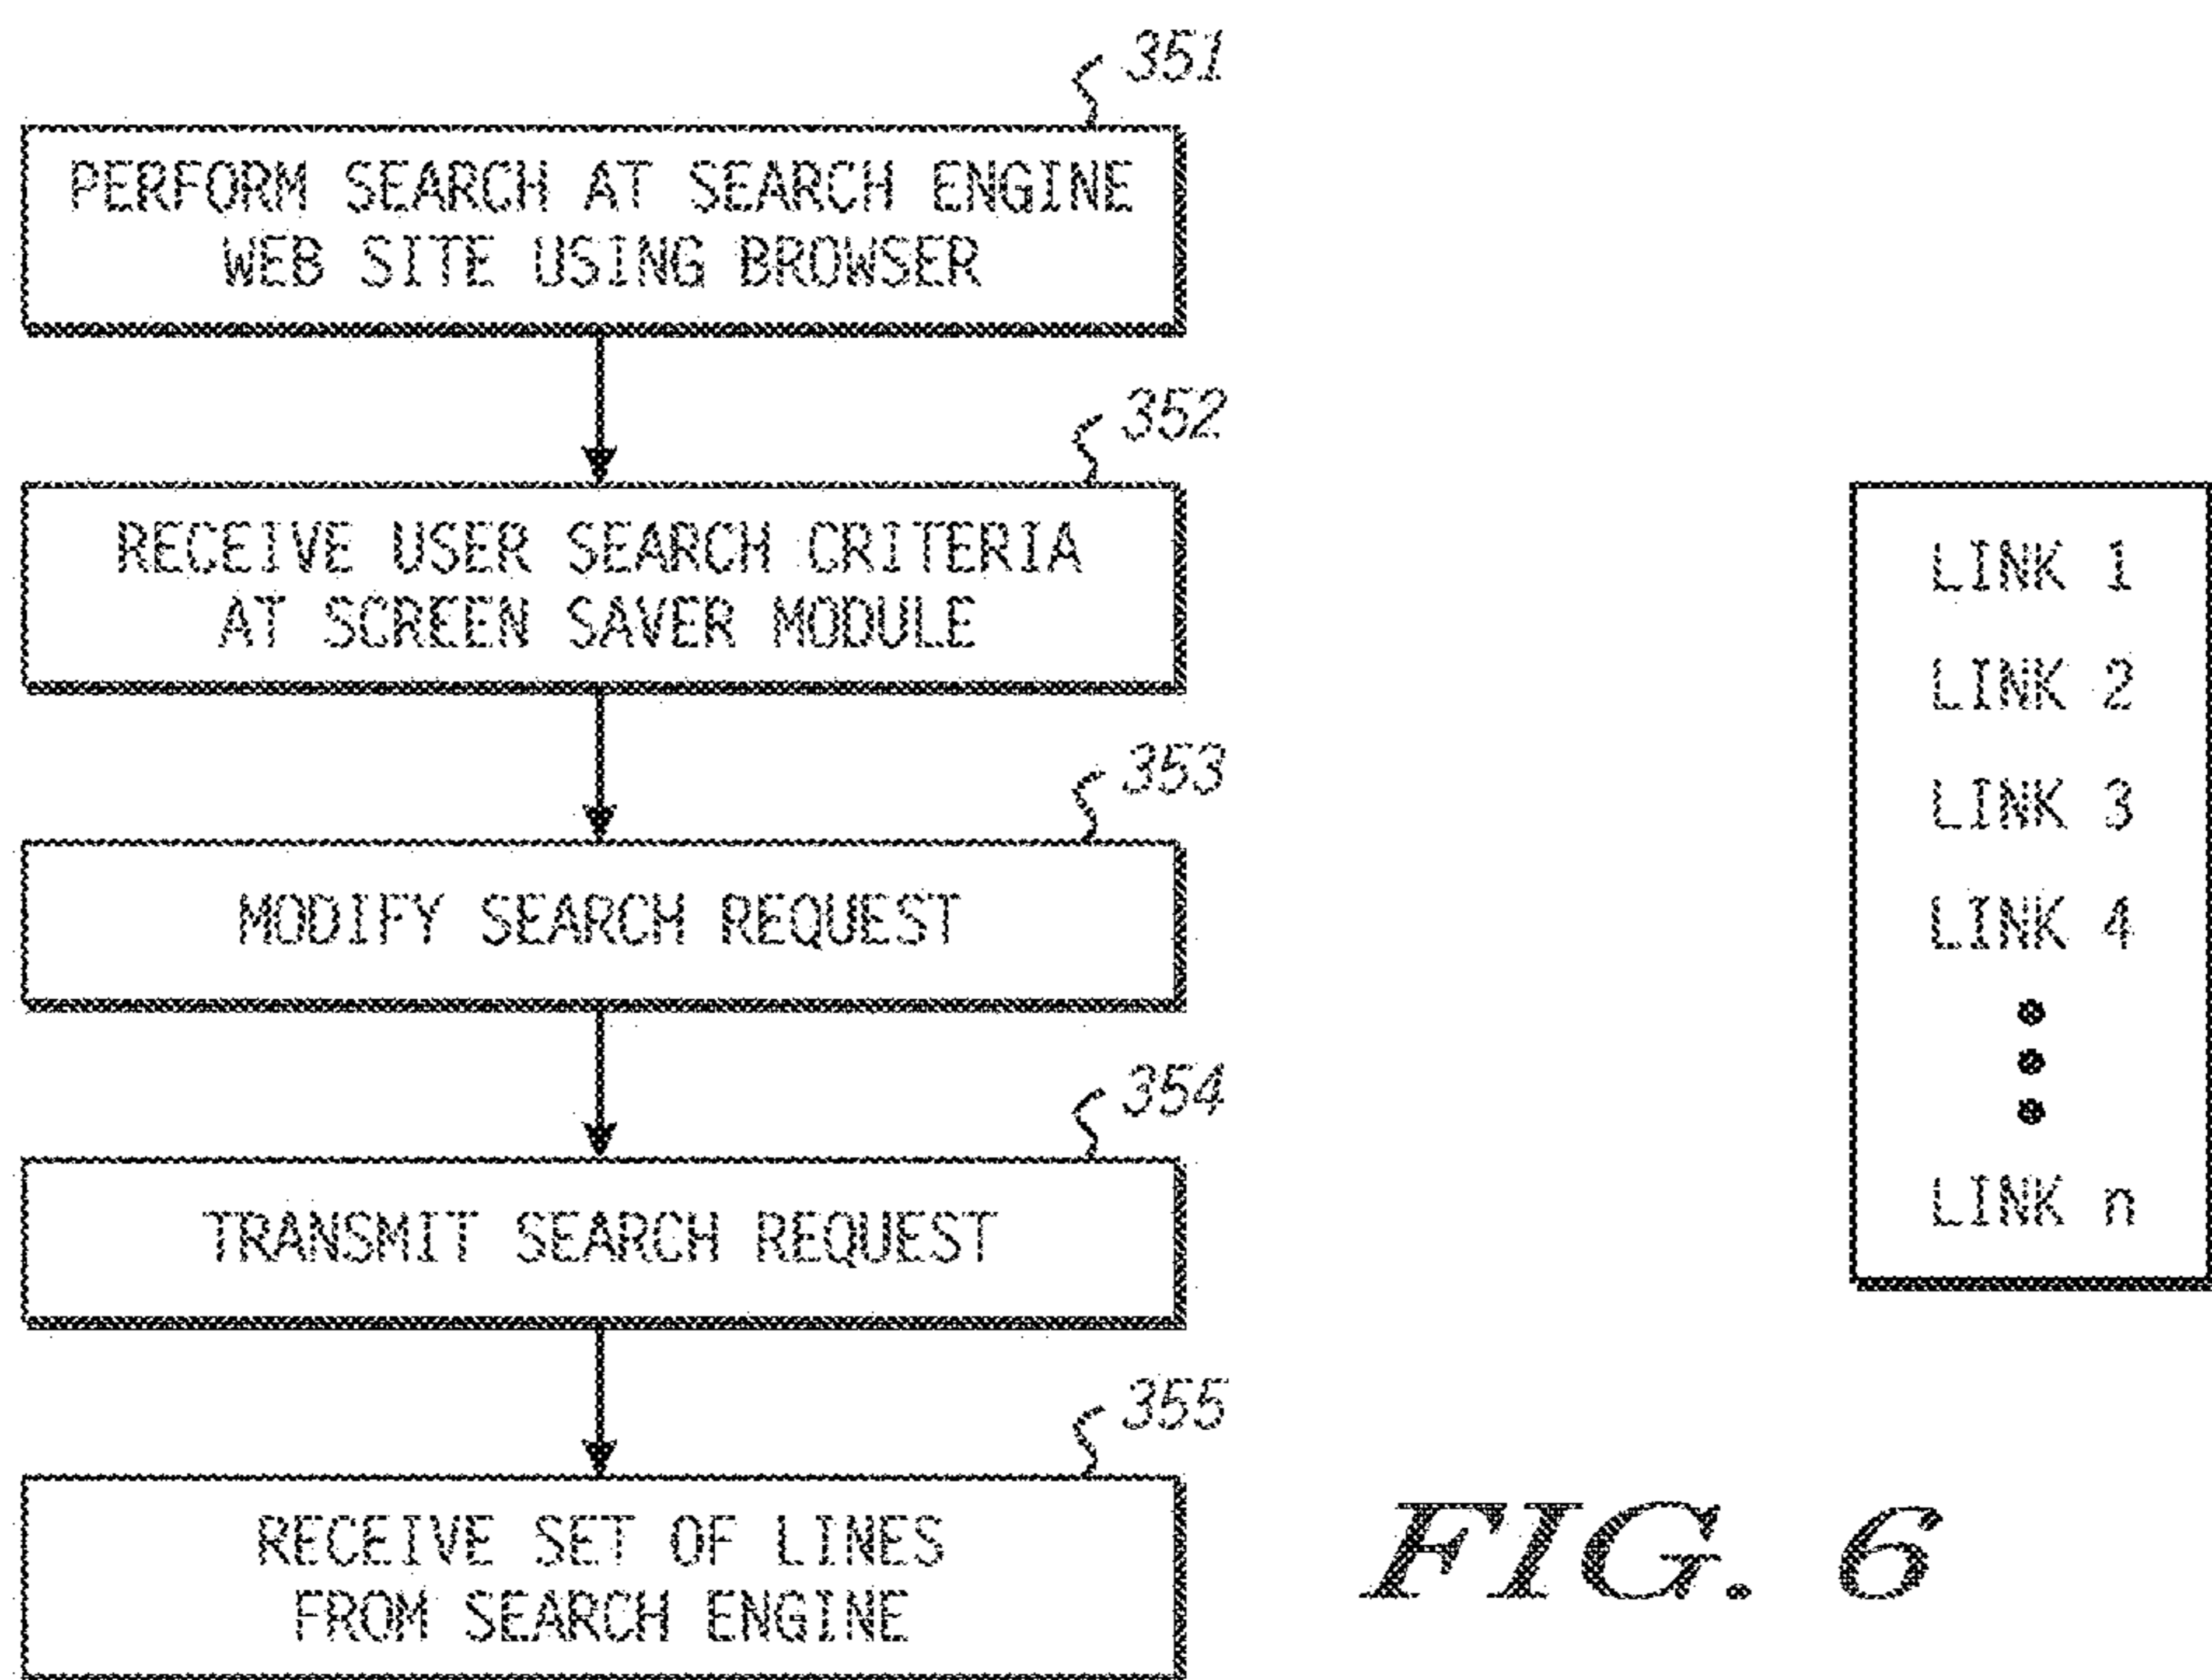 351
PERFORM SEARCH AT SEARCH ENGINE
WEB SITE USING BROWSER
352
RECEIVE USER SEARCH CRITERIA
AT SCREEN SAVER MODULE
353
MODIFY SEARCH REQUEST
354
TRANSMIT SEARCH REQUEST
355
RECEIVE SET OF LINES
FROM SEARCH ENGINE
LINK 1
LINK 2
LINK 3
LINK 4
LINK n
FIG. 6